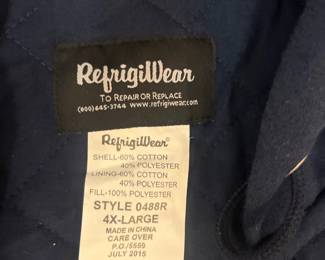 RefrigiWear
TO REPAIR OR REPLACE
(800)645-3744 www.refrigiwear.com
RefrigiWear®
SHELL-60% COTTON
40% POLYESTER
LINING-60% COTTON
40% POLYESTER
FILL-100% POLYESTER
STYLE 0488R
4X-LARGE
MADE IN CHINA
CARE OVER
P.O./5559
JULY 2015